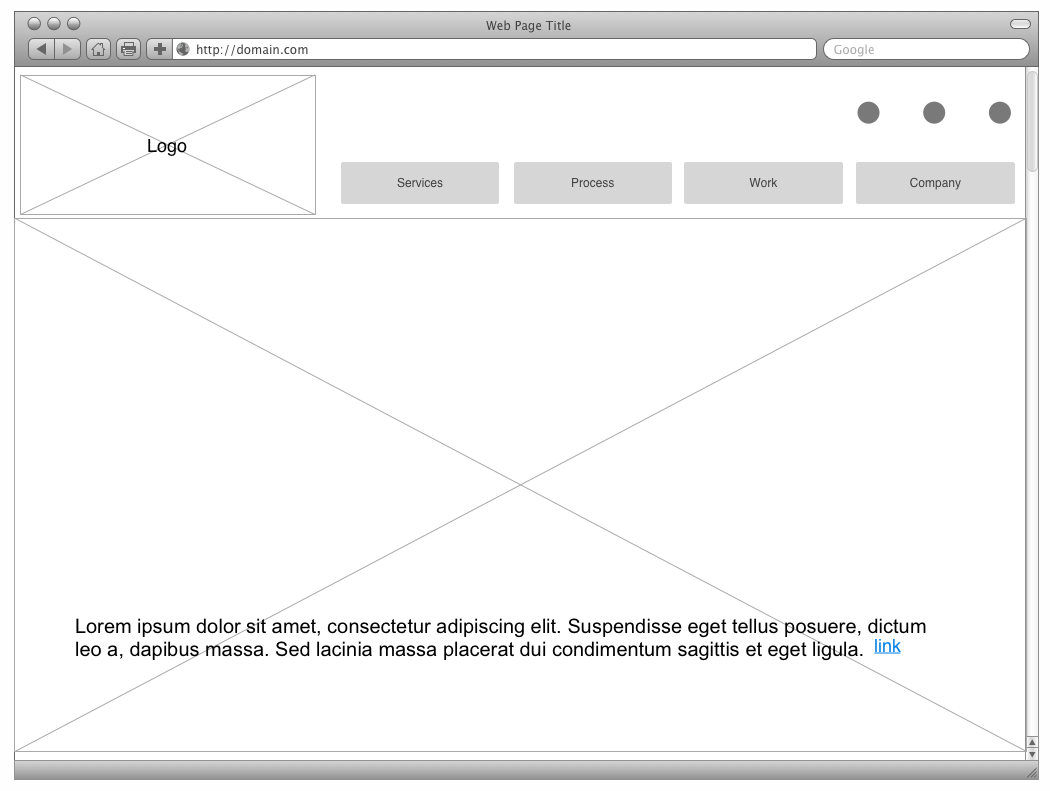 Web Page Title
http://domain.com
Google
Logo
Services
Process
Work
Company
Lorem ipsum dolor sit amet, consectetur adipiscing elit. Suspendisse eget tellus posuere, dictum
leo a, dapibus massa. Sed lacinia massa placerat dui condimentum sagittis et eget ligula. link